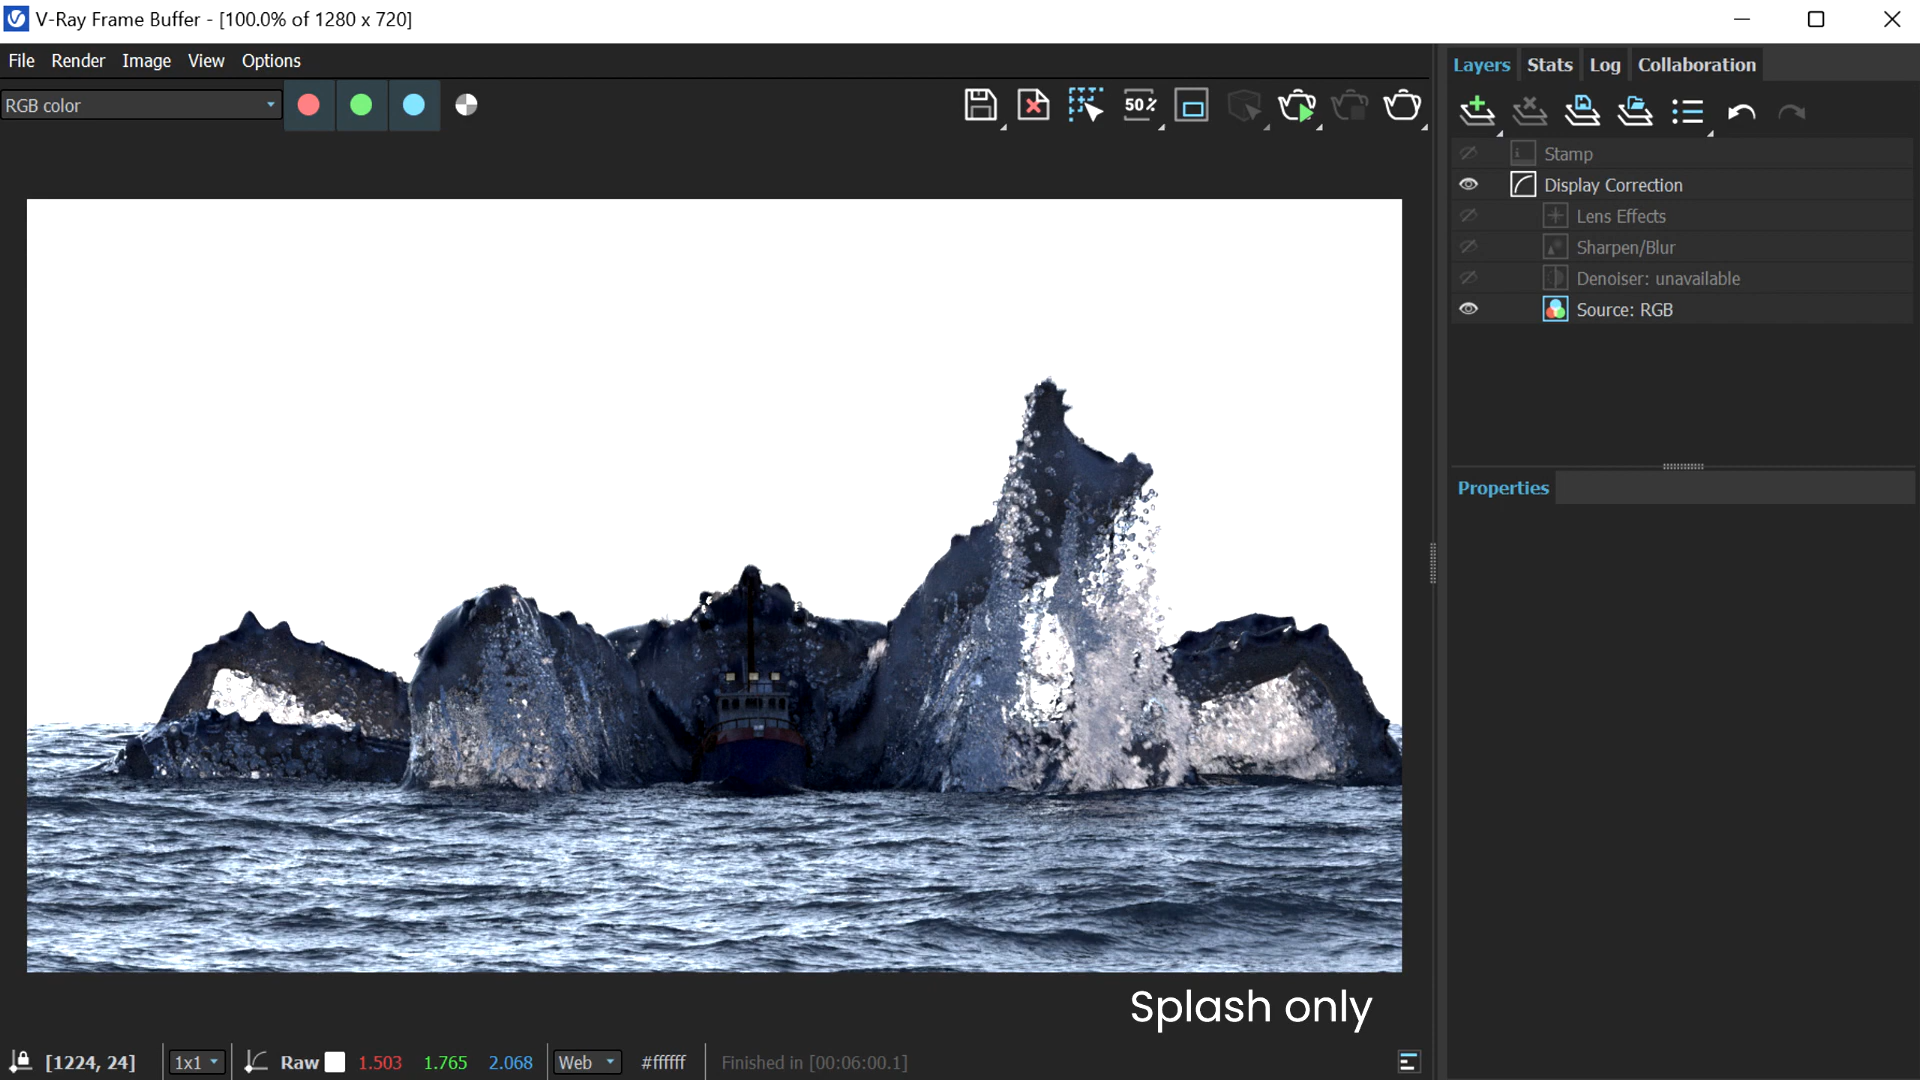 V-Ray Frame Buffer - [100.0% of 1280 x 720]
File Render Image View Options
Layers Stats Log Collaboration
RGB color
50%
Stamp
Display Correction
Lens Effects
Sharpen/Blur
Denoiser: unavailable
Source: RGB
Properties
Splash only
[1224, 24] 1x1 Raw 1.503 1.765 2.068 Web #ffffff Finished in [00:06:00.1]